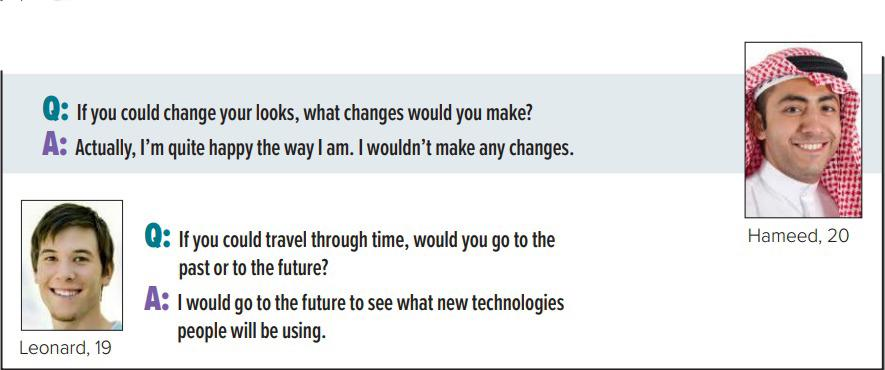 Q: If you could change your looks, what changes would you make?
A: Actually, I'm quite happy the way I am. I wouldn't make any changes.
Hameed, 20
Q: If you could travel through time, would you go to the
past or to the future?
A: I would go to the future to see what new technologies
people will be using.
Leonard, 19